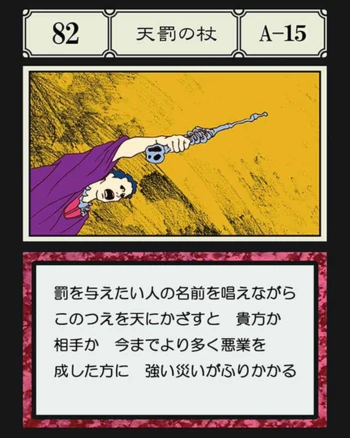 82
天罰の杖
A-15
罰を与えたい人の名前を唱えながら
このつえを天にかざすと 貴方か
相手か 今までより多く悪業を
成した方に 強い災いがふりかかる